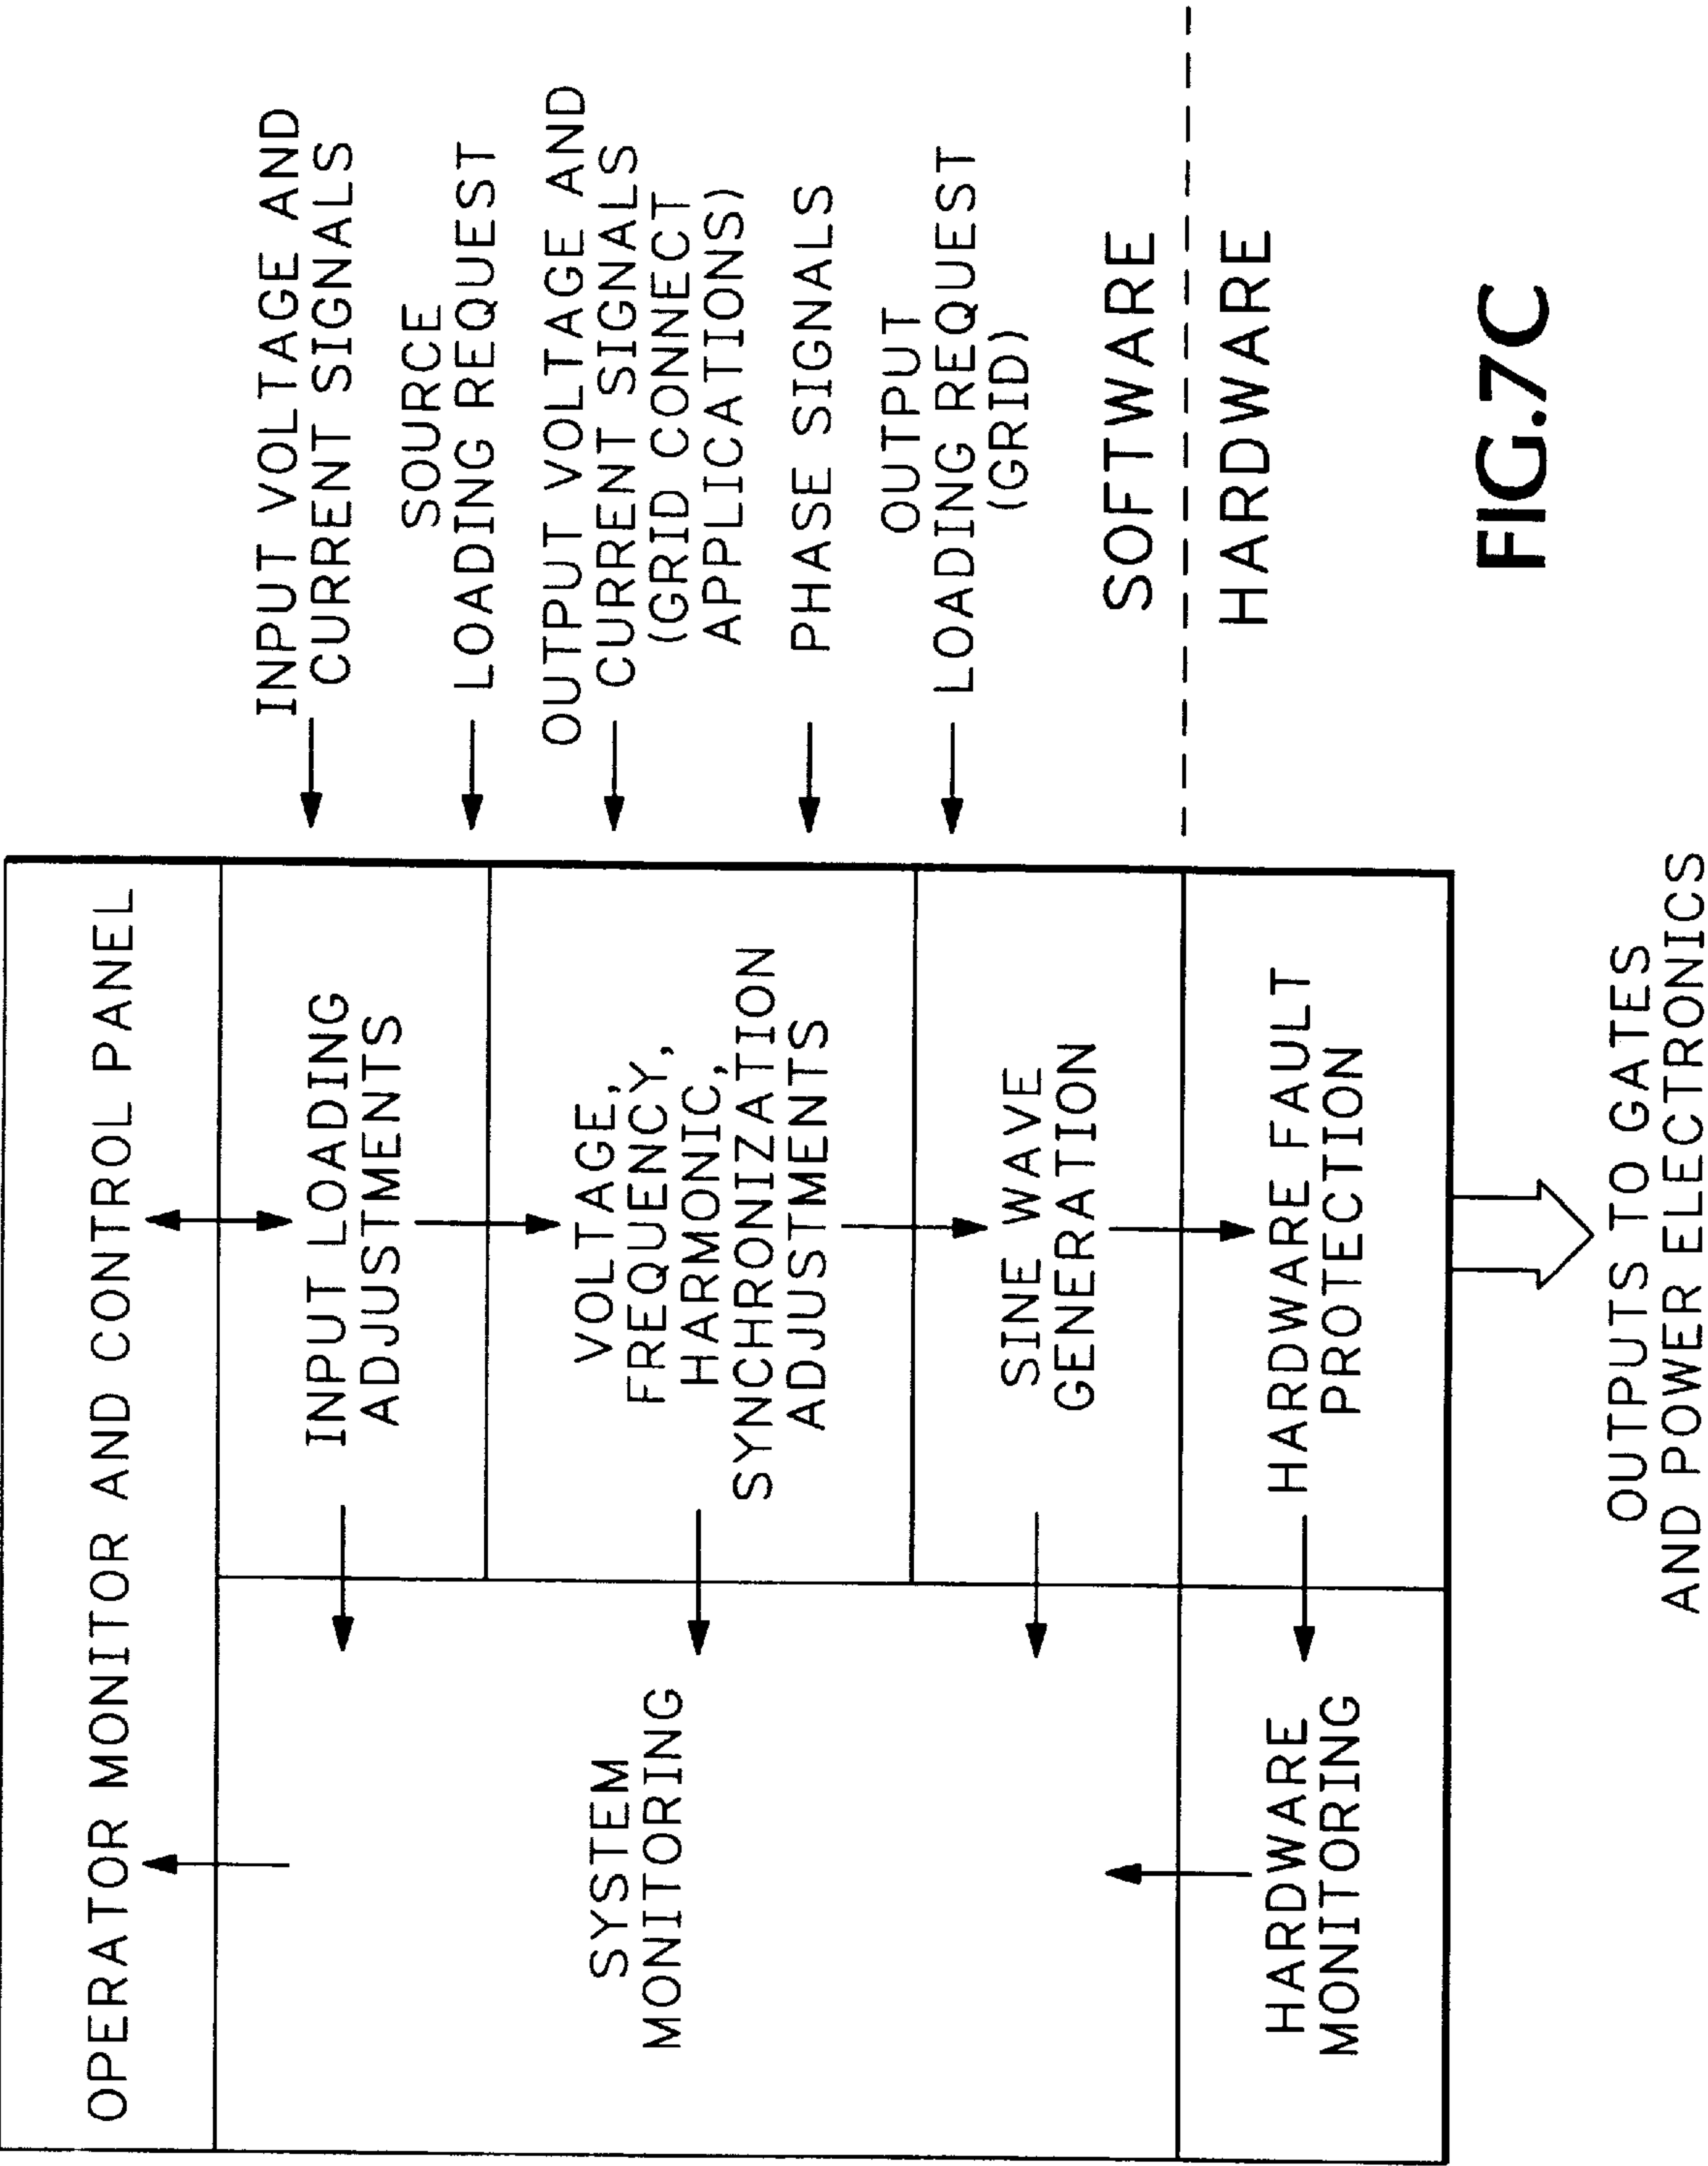 OPERATOR MONITOR AND CONTROL PANEL
SYSTEM
MONITORING
INPUT LOADING
ADJUSTMENTS
VOLTAGE,
FREQUENCY,
HARMONIC,
SYNCHRONIZATION
ADJUSTMENTS
SINE WAVE
GENERATION
HARDWARE
MONITORING
HARDWARE FAULT
PROTECTION
INPUT VOLTAGE AND
CURRENT SIGNALS
SOURCE
LOADING REQUEST
OUTPUT VOLTAGE AND
CURRENT SIGNALS
(GRID CONNECT
APPLICATIONS)
PHASE SIGNALS
OUTPUT
LOADING REQUEST
(GRID)
SOFTWARE
HARDWARE
OUTPUTS TO GATES
AND POWER ELECTRONICS
FIG.7C